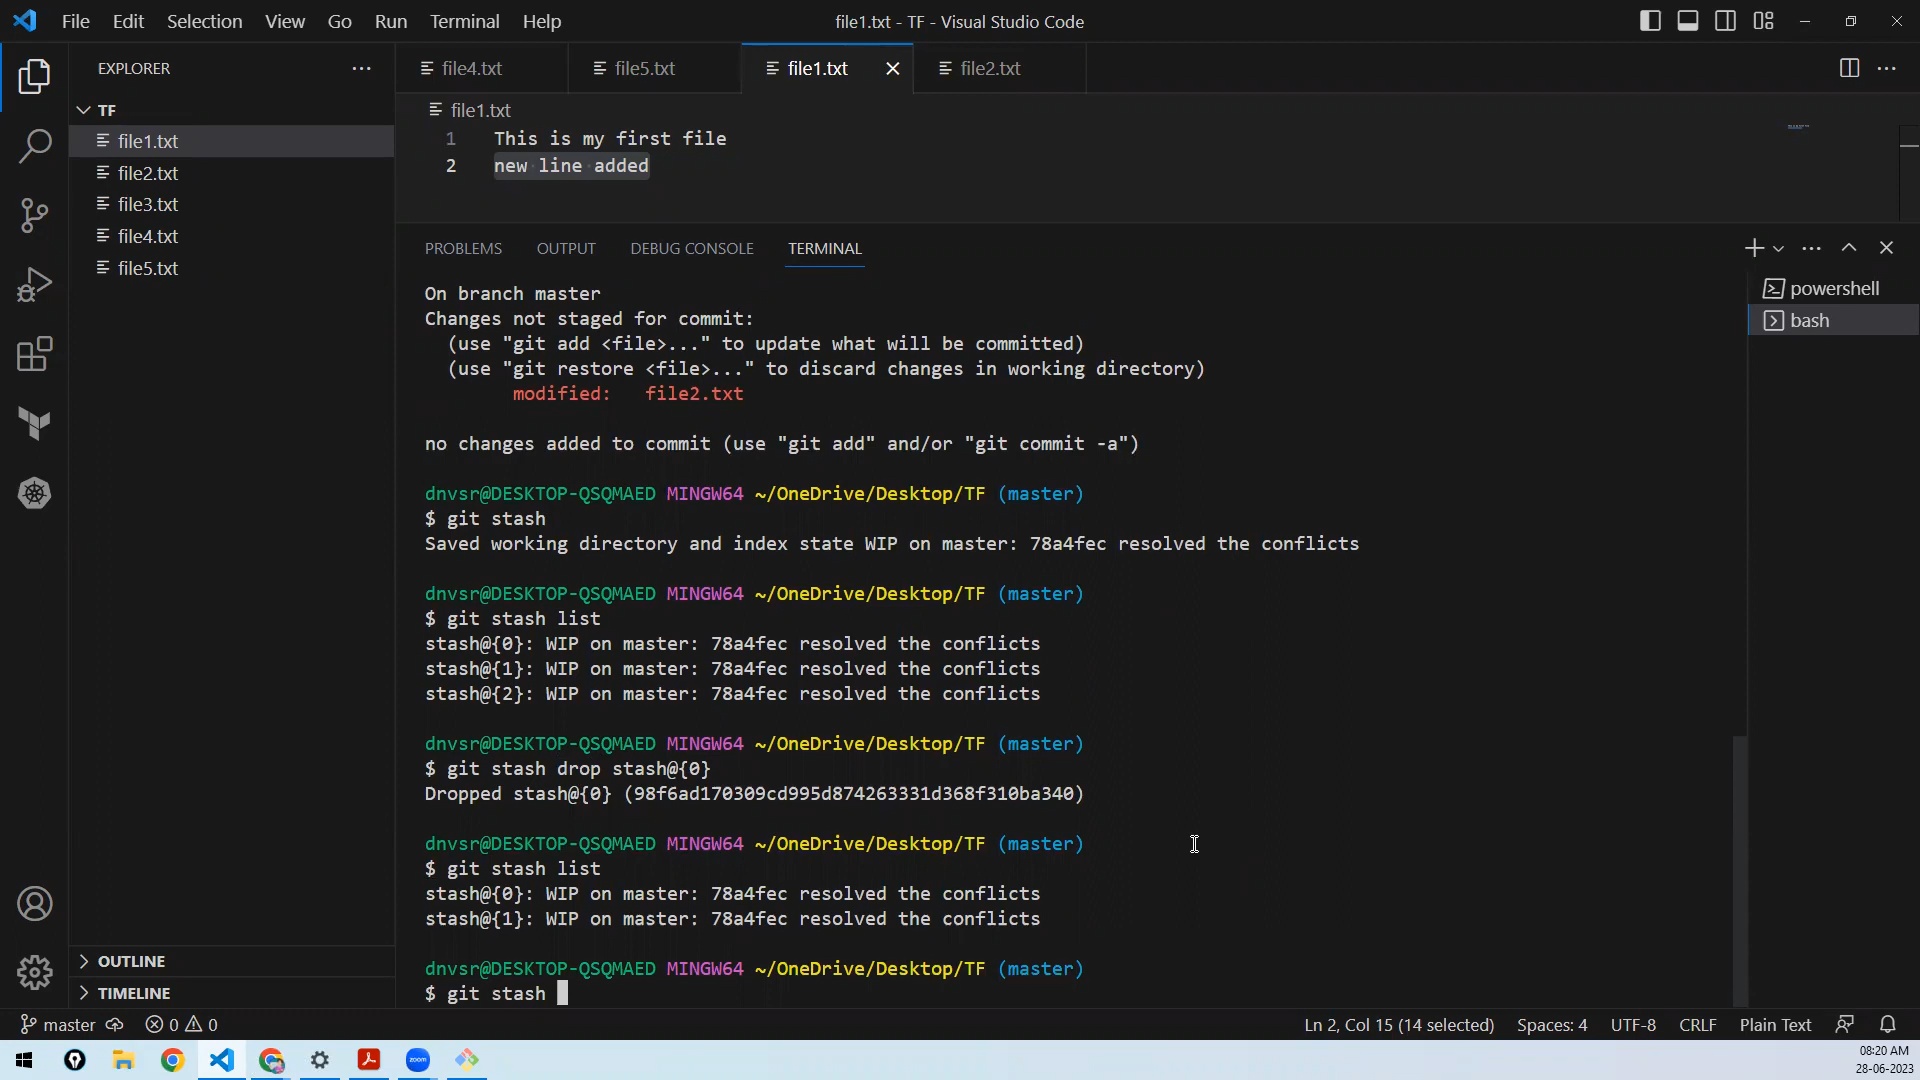 File Edit Selection View Go Run Terminal Help
file1.txt - TF - Visual Studio Code
EXPLORER
TF
file1.txt
file2.txt
file3.txt
file4.txt
file5.txt
OUTLINE
TIMELINE
file4.txt file5.txt file1.txt file2.txt
file1.txt
1 This is my first file
2 new line added
PROBLEMS OUTPUT DEBUG CONSOLE TERMINAL
powershell
bash
On branch master
Changes not staged for commit:
(use "git add <file>..." to update what will be committed)
(use "git restore <file>..." to discard changes in working directory)
modified: file2.txt
no changes added to commit (use "git add" and/or "git commit -a")
dnvsr@DESKTOP-QSQMAED MINGW64 ~/OneDrive/Desktop/TF (master)
$ git stash
Saved working directory and index state WIP on master: 78a4fec resolved the conflicts
dnvsr@DESKTOP-QSQMAED MINGW64 ~/OneDrive/Desktop/TF (master)
$ git stash list
stash@{0}: WIP on master: 78a4fec resolved the conflicts
stash@{1}: WIP on master: 78a4fec resolved the conflicts
stash@{2}: WIP on master: 78a4fec resolved the conflicts
dnvsr@DESKTOP-QSQMAED MINGW64 ~/OneDrive/Desktop/TF (master)
$ git stash drop stash@{0}
Dropped stash@{0} (98f6ad170309cd995d874263331d368f310ba340)
dnvsr@DESKTOP-QSQMAED MINGW64 ~/OneDrive/Desktop/TF (master)
$ git stash list
stash@{0}: WIP on master: 78a4fec resolved the conflicts
stash@{1}: WIP on master: 78a4fec resolved the conflicts
dnvsr@DESKTOP-QSQMAED MINGW64 ~/OneDrive/Desktop/TF (master)
$ git stash
master 0 0 Ln 2, Col 15 (14 selected) Spaces: 4 UTF-8 CRLF Plain Text
zoom
08:20 AM
28-06-2023